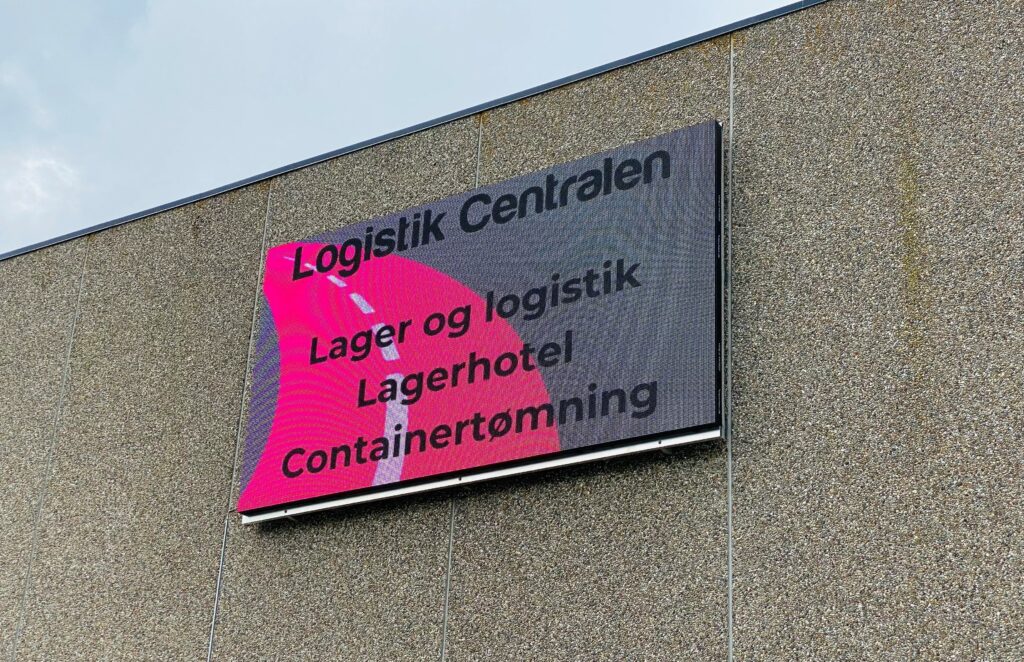 Logistik Centralen
Lager og logistik
Lagerhotel
Containertømning